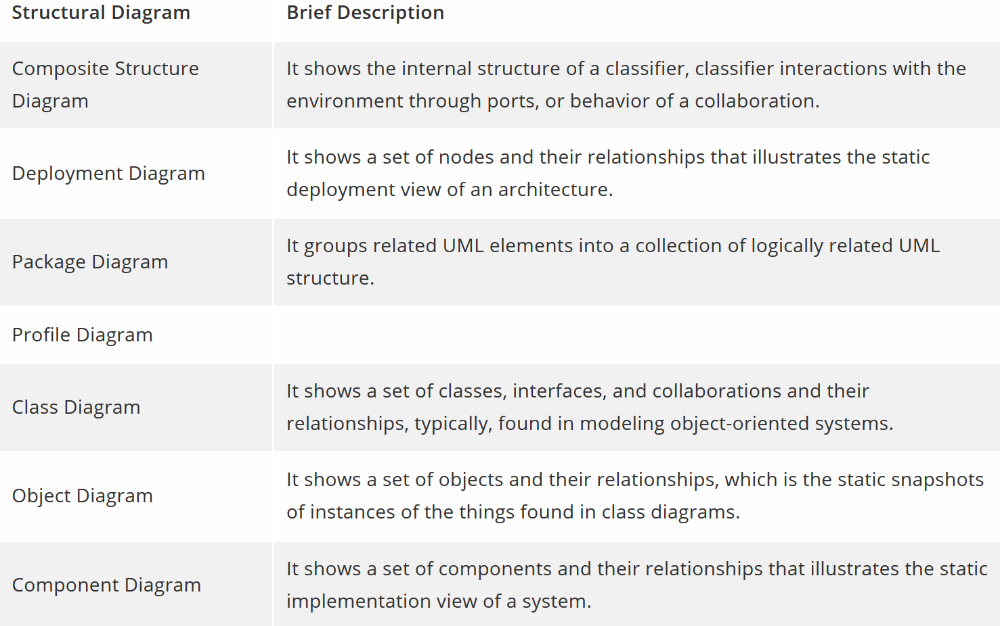 Structural Diagram
Brief Description
Composite Structure
Diagram
It shows the internal structure of a classifier, classifier interactions with the
environment through ports, or behavior of a collaboration.
Deployment Diagram
It shows a set of nodes and their relationships that illustrates the static
deployment view of an architecture.
Package Diagram
It groups related UML elements into a collection of logically related UML
structure.
Profile Diagram
Class Diagram
It shows a set of classes, interfaces, and collaborations and their
relationships, typically, found in modeling object-oriented systems.
Object Diagram
It shows a set of objects and their relationships, which is the static snapshots
of instances of the things found in class diagrams.
Component Diagram
It shows a set of components and their relationships that illustrates the static
implementation view of a system.